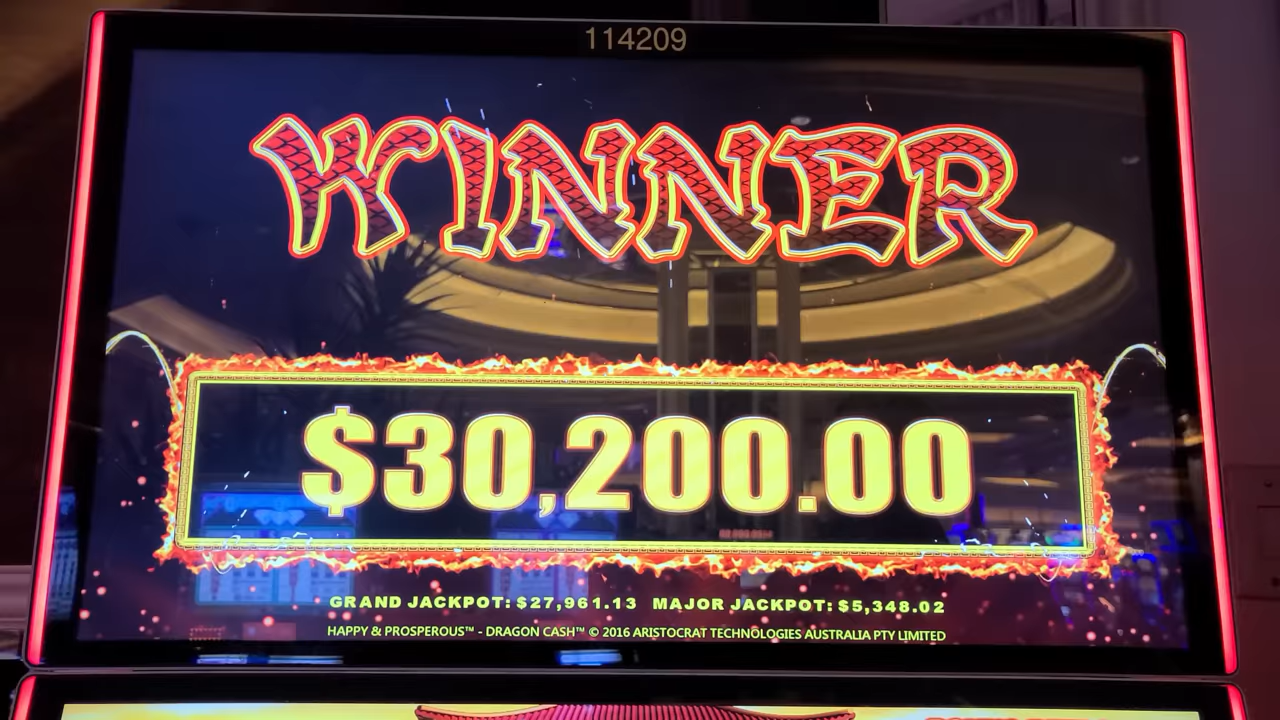 114209
WINNER
$30,200.00
GRAND JACKPOT: $27,961.13 MAJOR JACKPOT: $5,348.02
HAPPY & PROSPEROUS™ - DRAGON CASH™ © 2016 ARISTOCRAT TECHNOLOGIES AUSTRALIA PTY LIMITED